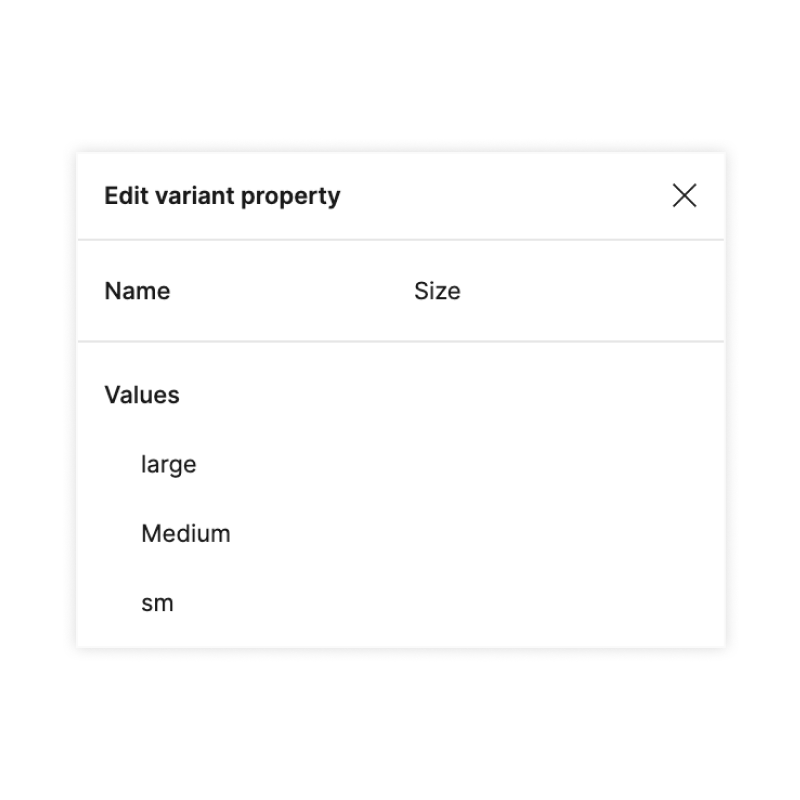 Edit variant property
Name Size
Values
large
Medium
sm